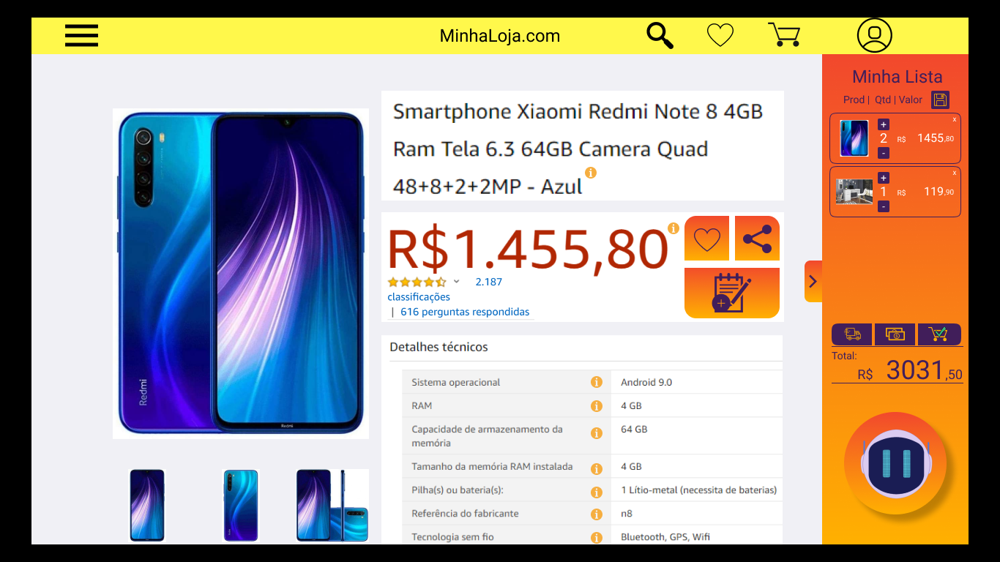 MinhaLoja.com
Smartphone Xiaomi Redmi Note 8 4GB
Ram Tela 6.3 64GB Camera Quad
48+8+2+2MP - Azul
R$1.455,80
2.187
classificações
| 616 perguntas respondidas
Detalhes técnicos
Sistema operacional Android 9.0
RAM 4 GB
Capacidade de armazenamento da 64 GB
memória
Tamanho da memória RAM instalada 4 GB
Pilha(s) ou bateria(s): 1 Lítio-metal (necessita de baterias)
Referência do fabricante n8
Tecnologia sem fio Bluetooth, GPS, Wifi
Redmi
Redmi
Minha Lista
Prod | Qtd | Valor
x
+
2 R$ 1455,80
-
x
+
1 R$ 119,90
-
Total:
R$ 3031,50